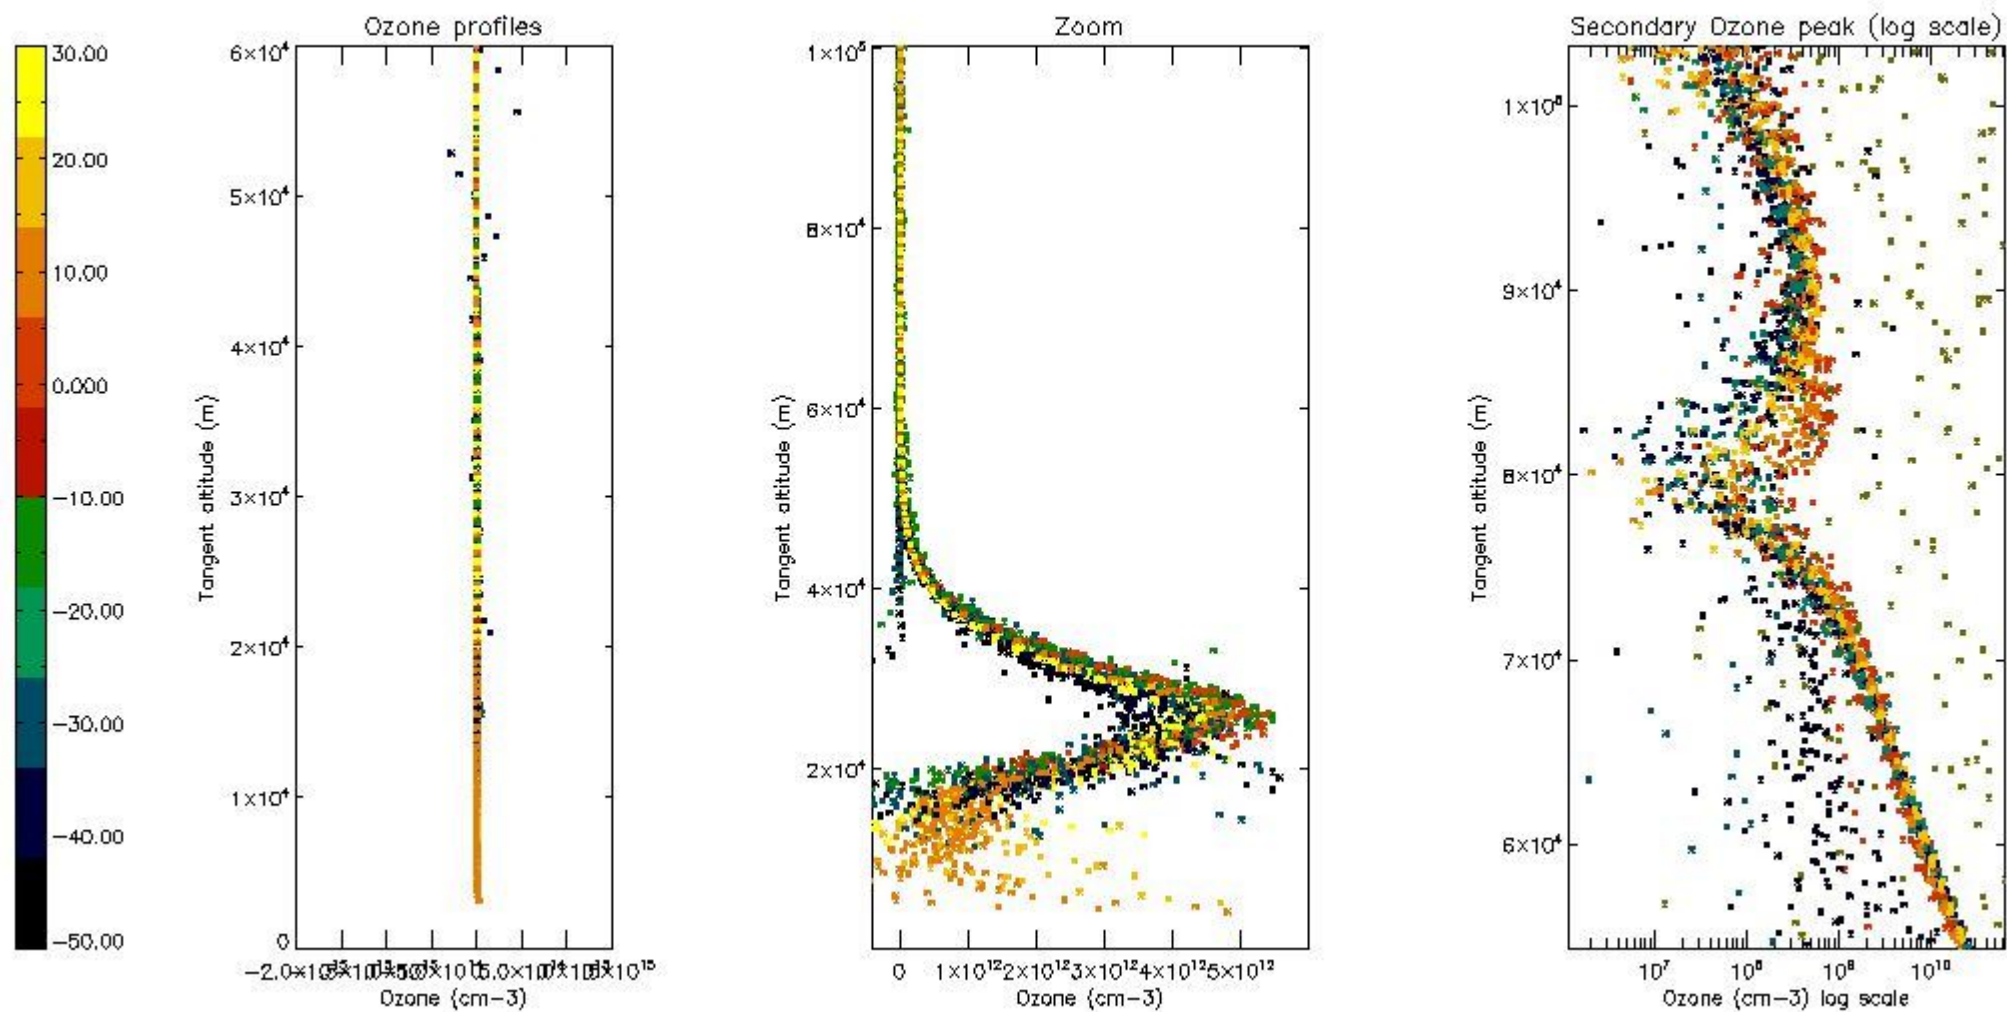 Ozone profiles
Zoom
Secondary Ozone peak (log scale)
30.00
20.00
10.00
0.000
-10.00
-20.00
-30.00
-40.00
-50.00
6×10⁴
5×10⁴
4×10⁴
3×10⁴
2×10⁴
1×10⁴
0
Tangent altitude (m)
Ozone (cm-3)
1×10⁵
8×10⁴
6×10⁴
4×10⁴
2×10⁴
Tangent altitude (m)
0 1×10¹² 2×10¹² 3×10¹² 4×10¹² 5×10¹²
Ozone (cm-3)
9×10⁴
8×10⁴
7×10⁴
6×10⁴
Tangent altitude (m)
10⁷ 10⁸ 10⁹ 10¹⁰
Ozone (cm-3) log scale